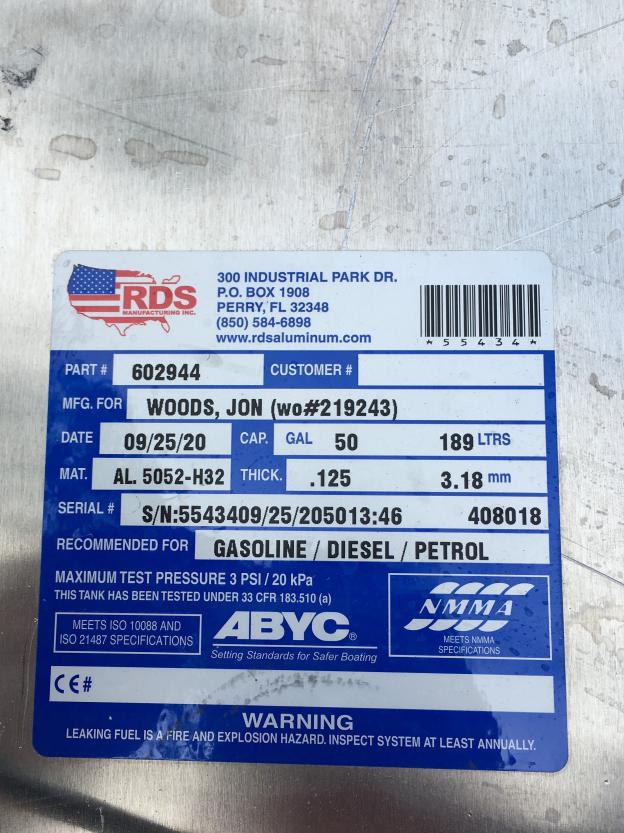 RDS
MANUFACTURING INC.
300 INDUSTRIAL PARK DR.
P.O. BOX 1908
PERRY, FL 32348
(850) 584-6898
www.rdsaluminum.com
*55434*
PART # 602944 CUSTOMER #
MFG. FOR WOODS, JON (wo#219243)
DATE 09/25/20 CAP. GAL 50 189 LTRS
MAT. AL. 5052-H32 THICK. .125 3.18 mm
SERIAL # S/N:5543409/25/205013:46 408018
RECOMMENDED FOR GASOLINE / DIESEL / PETROL
MAXIMUM TEST PRESSURE 3 PSI / 20 kPa
THIS TANK HAS BEEN TESTED UNDER 33 CFR 183.510 (a)
MEETS ISO 10088 AND
ISO 21487 SPECIFICATIONS
ABYC®
Setting Standards for Safer Boating
NMMA
MEETS NMMA
SPECIFICATIONS
CE#
WARNING
LEAKING FUEL IS A FIRE AND EXPLOSION HAZARD. INSPECT SYSTEM AT LEAST ANNUALLY.